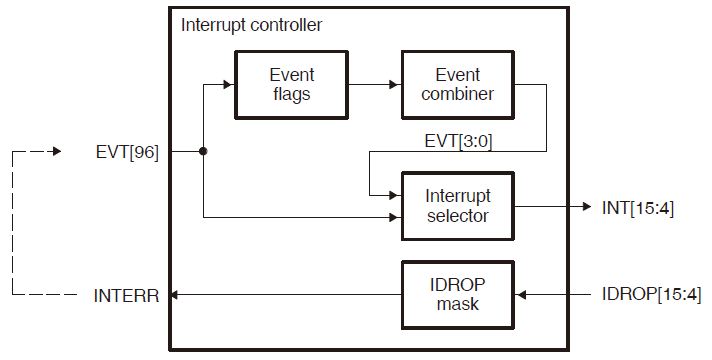 Interrupt controller
Event
flags
Event
combiner
EVT[3:0]
EVT[96]
Interrupt
selector
INT[15:4]
INTERR
IDROP
mask
IDROP[15:4]